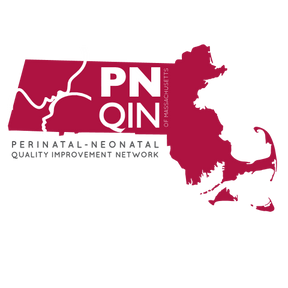 PN
QIN
OF MASSACHUSETTS
PERINATAL-NEONATAL
QUALITY IMPROVEMENT NETWORK